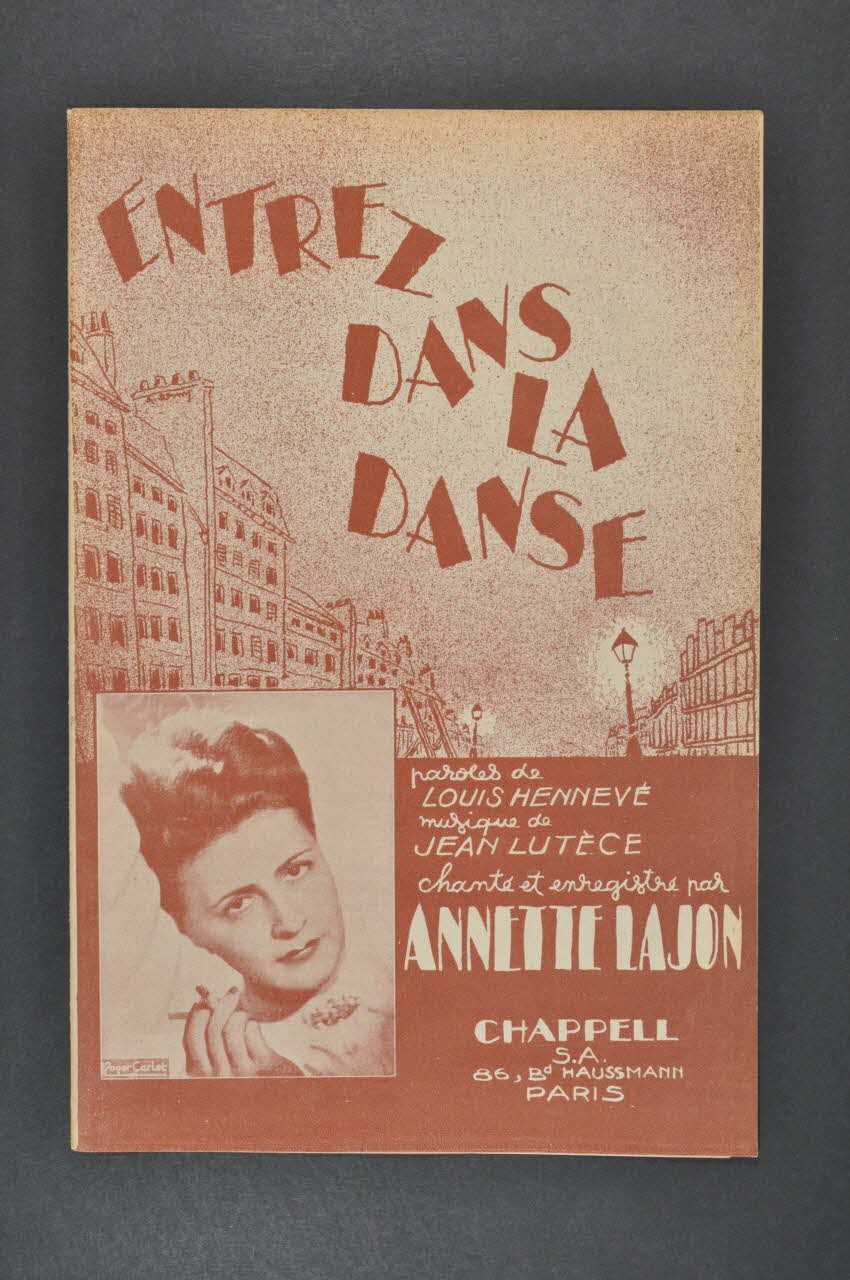 ENTREZ
DANS
LA
DANSE
paroles de
LOUIS HENNEVÉ
musique de
JEAN LUTÈCE
chanté et enregistré par
ANNETTE LAJON
CHAPPELL
S.A.
86, Bd HAUSSMANN
PARIS
Roger Carlet